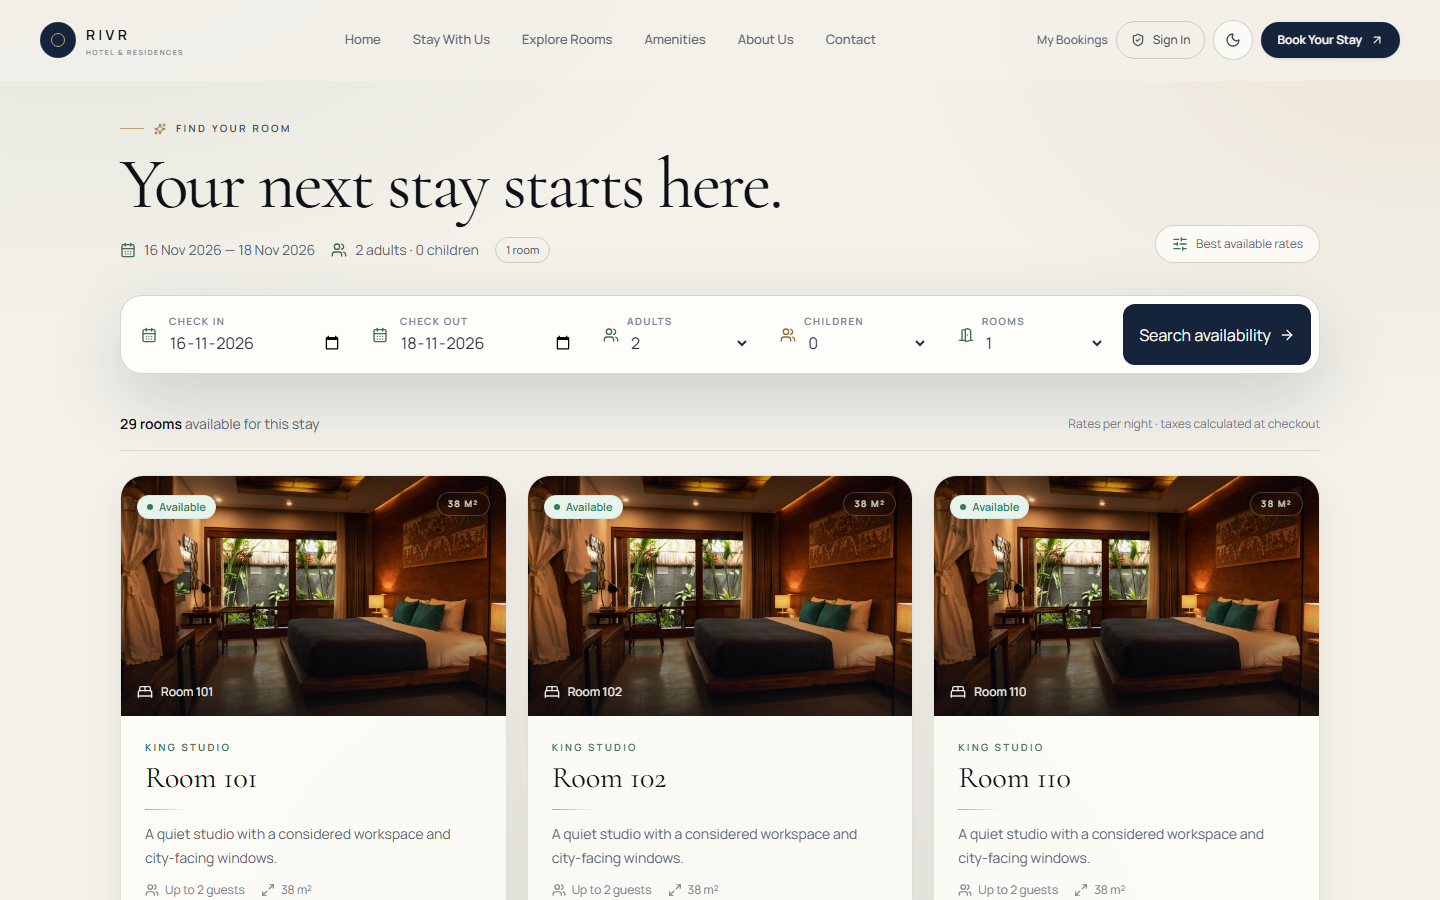 RIVR
HOTEL & RESIDENCES
Home
Stay With Us
Explore Rooms
Amenities
About Us
Contact
My Bookings
Sign In
Book Your Stay
FIND YOUR ROOM
Your next stay starts here.
16 Nov 2026 — 18 Nov 2026
2 adults · 0 children
1 room
Best available rates
CHECK IN
16-11-2026
CHECK OUT
18-11-2026
ADULTS
2
CHILDREN
0
ROOMS
1
Search availability
29 rooms available for this stay
Rates per night · taxes calculated at checkout
Available
38 M²
Room 101
KING STUDIO
Room 101
A quiet studio with a considered workspace and
city-facing windows.
Up to 2 guests
38 m²
Available
38 M²
Room 102
KING STUDIO
Room 102
A quiet studio with a considered workspace and
city-facing windows.
Up to 2 guests
38 m²
Available
38 M²
Room 110
KING STUDIO
Room 110
A quiet studio with a considered workspace and
city-facing windows.
Up to 2 guests
38 m²